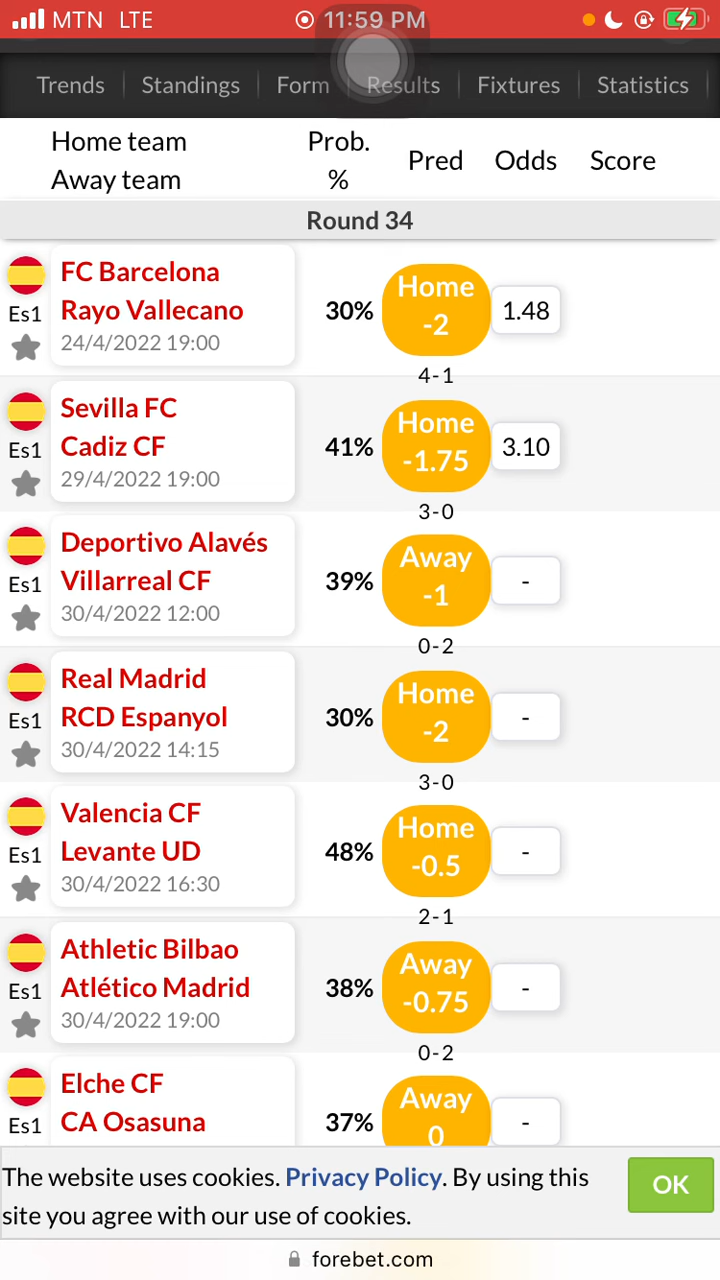 MTN LTE 11:59 PM
Trends Standings Form Results Fixtures Statistics
Home team
Away team
Prob.
%
Pred Odds Score
Round 34
Es1
FC Barcelona
Rayo Vallecano
24/4/2022 19:00
30%
Home
-2
1.48
4-1
Es1
Sevilla FC
Cadiz CF
29/4/2022 19:00
41%
Home
-1.75
3.10
3-0
Es1
Deportivo Alavés
Villarreal CF
30/4/2022 12:00
39%
Away
-1
-
0-2
Es1
Real Madrid
RCD Espanyol
30/4/2022 14:15
30%
Home
-2
-
3-0
Es1
Valencia CF
Levante UD
30/4/2022 16:30
48%
Home
-0.5
-
2-1
Es1
Athletic Bilbao
Atlético Madrid
30/4/2022 19:00
38%
Away
-0.75
-
0-2
Es1
Elche CF
CA Osasuna
37%
Away
0
-
The website uses cookies. Privacy Policy. By using this
site you agree with our use of cookies.
OK
forebet.com